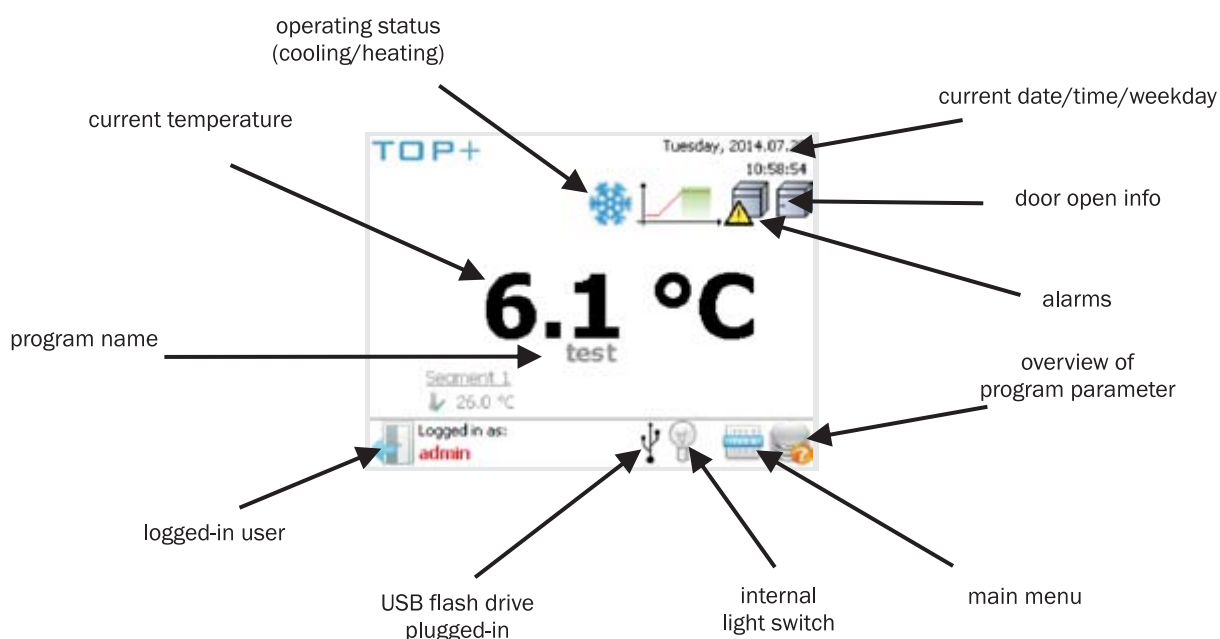 operating status
(cooling/heating)
current date/time/weekday
current temperature
TOP+
Tuesday, 2014.07.
10:58:54
door open info
6.1 °C
alarms
program name
test
overview of
program parameter
Segment 1
26.0 °C
Logged in as:
admin
logged-in user
USB flash drive
plugged-in
internal
light switch
main menu